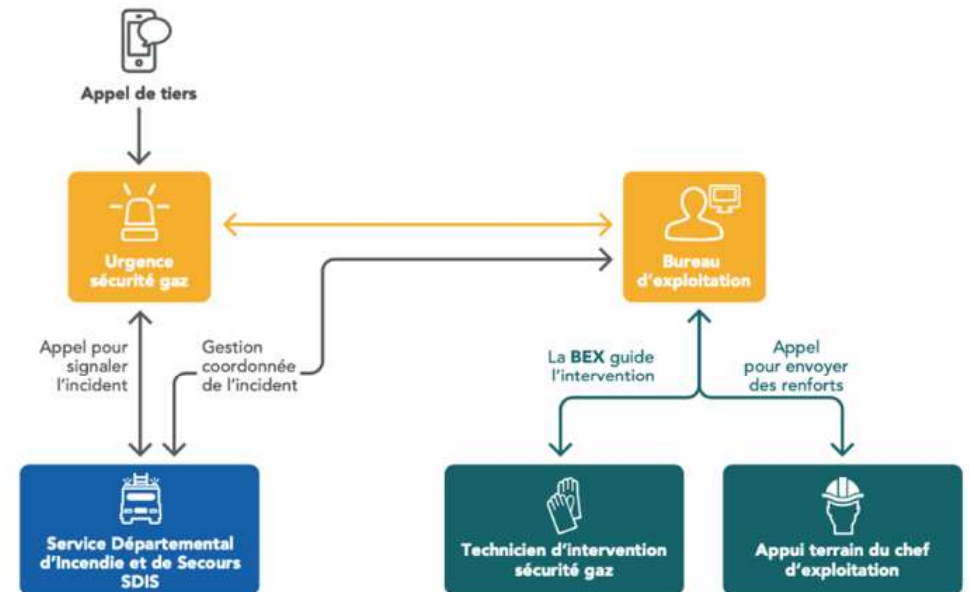 Appel de tiers
Urgence
sécurité gaz
Bureau
d'exploitation
Appel pour
signaler
l'incident
Gestion
coordonnée
de l'incident
La BEX guide
l'intervention
Appel
pour envoyer
des renforts
Service Départemental
d'Incendie et de Secours
SDIS
Technicien d'intervention
sécurité gaz
Appui terrain du chef
d'exploitation